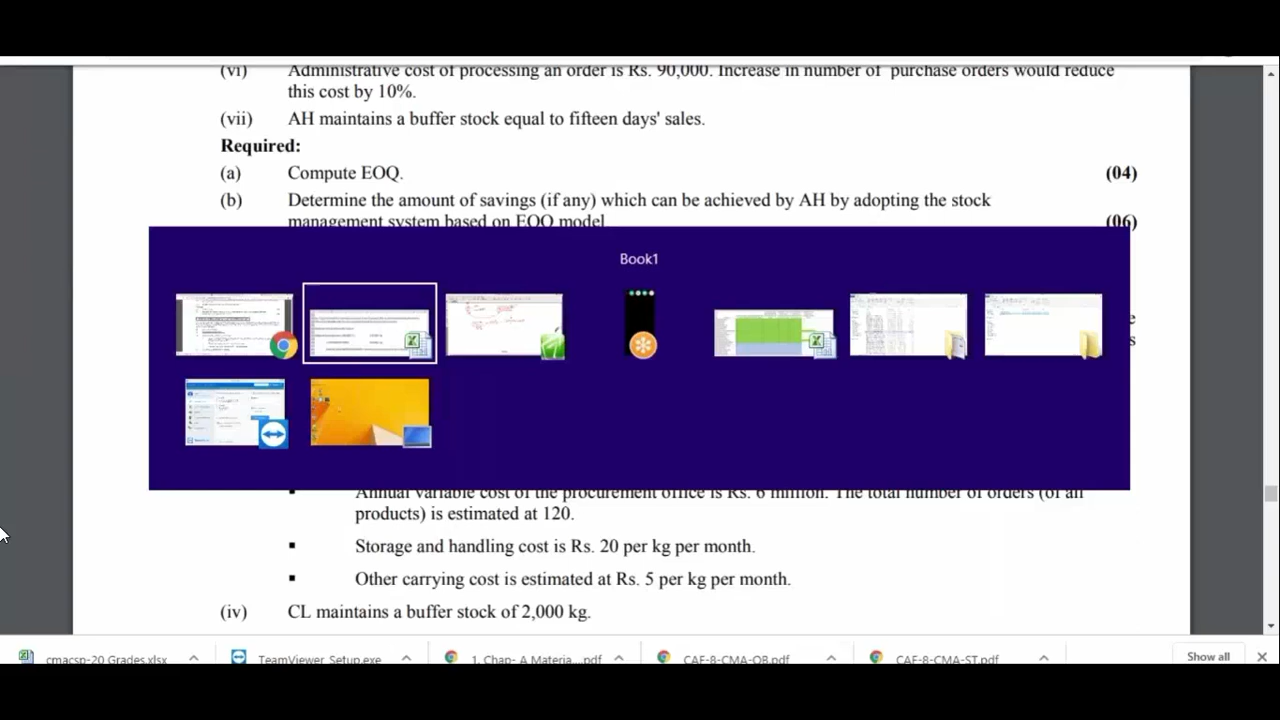 (vi) Administrative cost of processing an order is Rs. 90,000. Increase in number of purchase orders would reduce
this cost by 10%.
(vii) AH maintains a buffer stock equal to fifteen days' sales.
Required:
(a) Compute EOQ. (04)
(b) Determine the amount of savings (if any) which can be achieved by AH by adopting the stock
management system based on EOQ model (06)
Book1
e
s
Annual variable cost of the procurement office is Rs. 6 million. The total number of orders (of all
products) is estimated at 120.
▪ Storage and handling cost is Rs. 20 per kg per month.
▪ Other carrying cost is estimated at Rs. 5 per kg per month.
(iv) CL maintains a buffer stock of 2,000 kg.
cmacsp-20 Grades.xlsx TeamViewer_Setup.exe 1. Chap- A Materia....pdf CAF-8-CMA-QB.pdf CAF-8-CMA-ST.pdf Show all